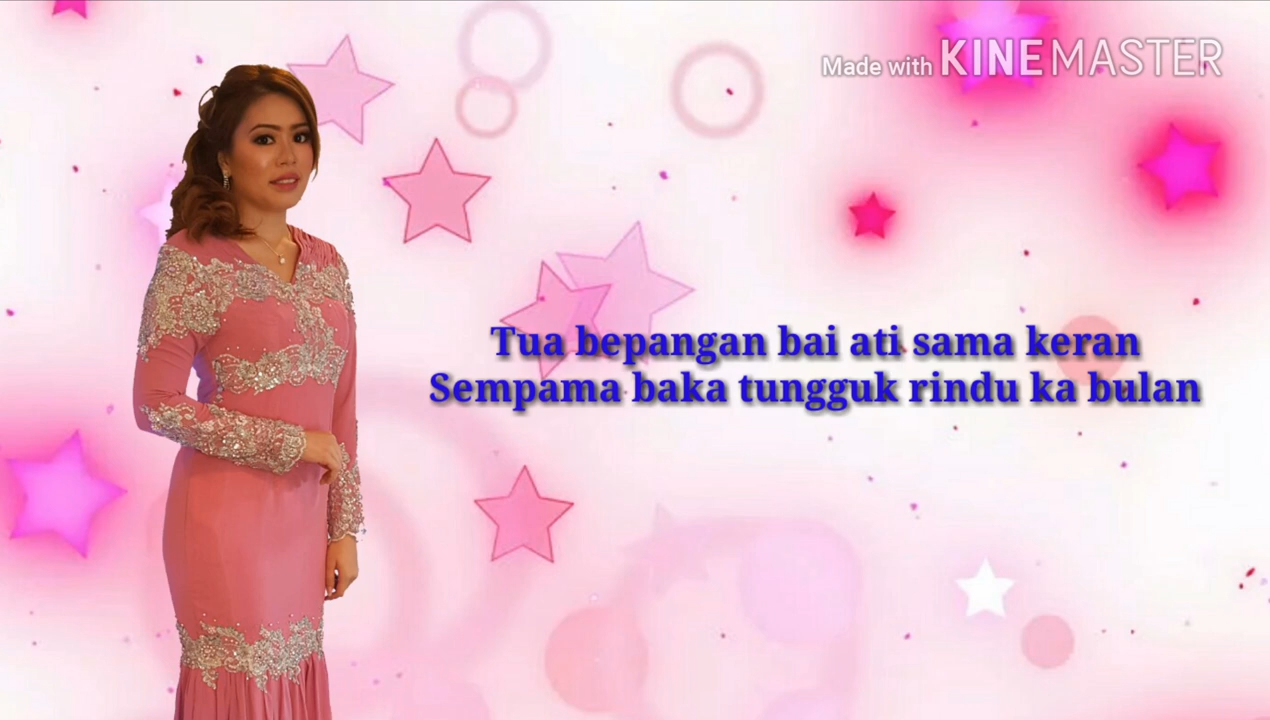 Made with KINEMASTER
Tua bepangan bai ati sama keran
Sempama baka tungguk rindu ka bulan